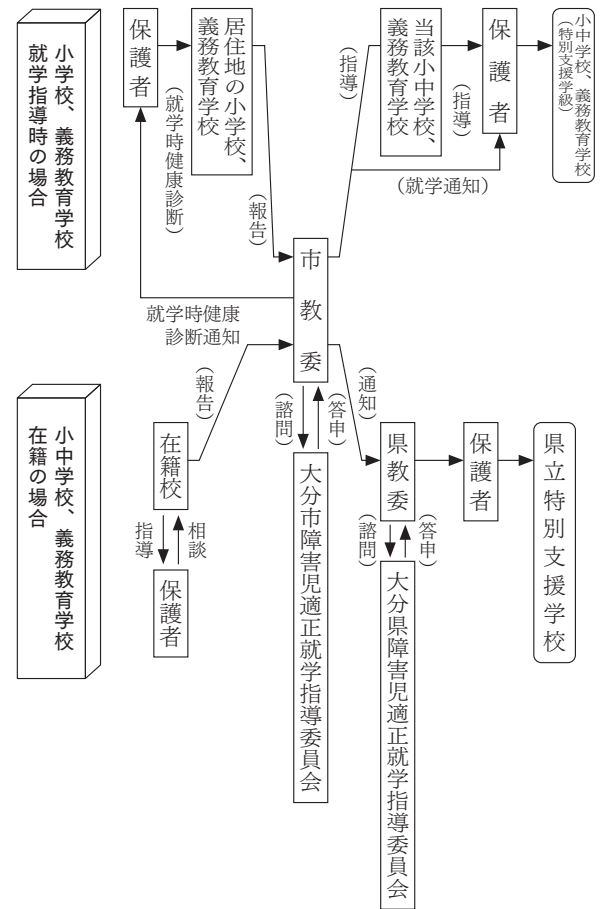 小学校、義務教育学校
就学指導時の場合
保護者
(就学時健康診断)
居住地の小学校、
義務教育学校
(報告)
就学時健康
診断通知
市教委
(指導)
当該小中学校、
義務教育学校
(指導)
保護者
(就学通知)
小中学校、義務教育学校
(特別支援学級)
小中学校、義務教育学校
在籍の場合
在籍校
指導
相談
保護者
(報告)
(諮問)
(答申)
大分市障害児適正就学指導委員会
(通知)
県教委
(諮問)
(答申)
大分県障害児適正就学指導委員会
保護者
県立特別支援学校